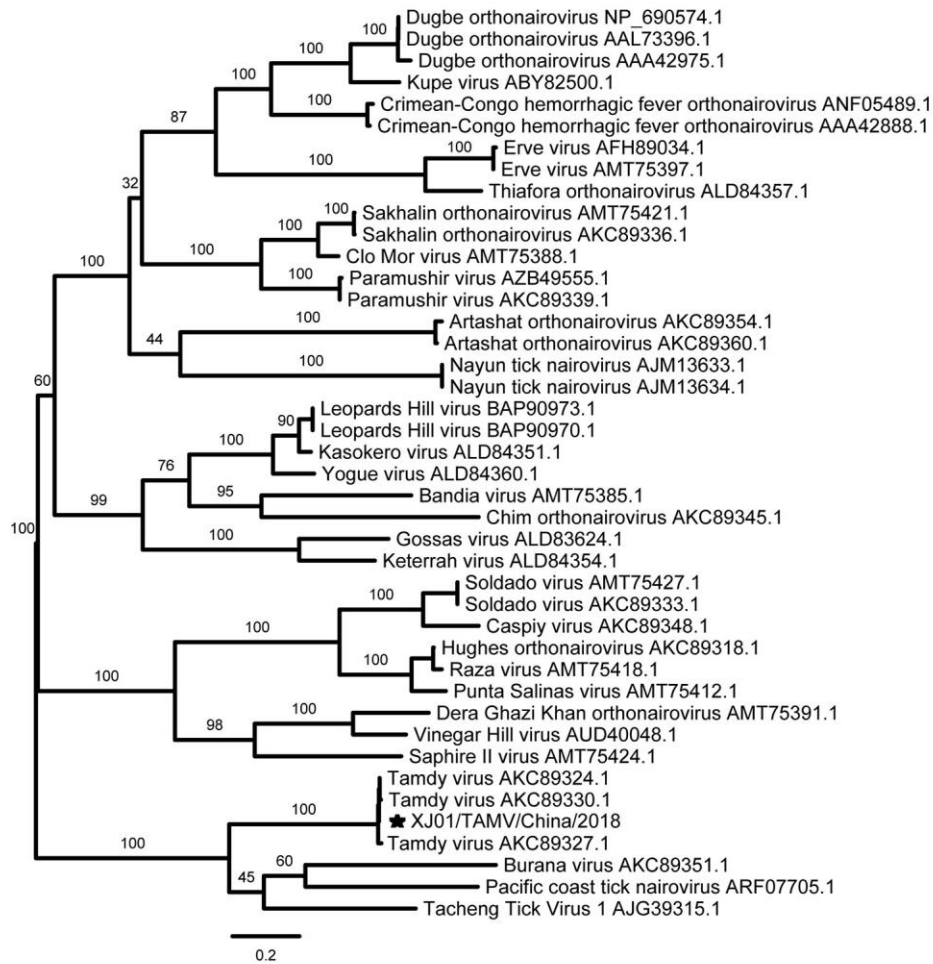 Dugbe orthonairovirus NP_690574.1
100
Dugbe orthonairovirus AAL73396.1
100
Dugbe orthonairovirus AAA42975.1
100
Kupe virus ABY82500.1
Crimean-Congo hemorrhagic fever orthonairovirus ANF05489.1
100
Crimean-Congo hemorrhagic fever orthonairovirus AAA42888.1
87
Erve virus AFH89034.1
100
Erve virus AMT75397.1
100
Thiafora orthonairovirus ALD84357.1
32
Sakhalin orthonairovirus AMT75421.1
100
Sakhalin orthonairovirus AKC89336.1
100
Clo Mor virus AMT75388.1
100
Paramushir virus AZB49555.1
100
Paramushir virus AKC89339.1
100
Artashat orthonairovirus AKC89354.1
100
Artashat orthonairovirus AKC89360.1
44
Nayun tick nairovirus AJM13633.1
100
Nayun tick nairovirus AJM13634.1
60
Leopards Hill virus BAP90973.1
90
Leopards Hill virus BAP90970.1
100
Kasokero virus ALD84351.1
76
Yogue virus ALD84360.1
95
Bandia virus AMT75385.1
99
Chim orthonairovirus AKC89345.1
100
Gossas virus ALD83624.1
100
Keterrah virus ALD84354.1
Soldado virus AMT75427.1
100
Soldado virus AKC89333.1
100
Caspiy virus AKC89348.1
Hughes orthonairovirus AKC89318.1
100
Raza virus AMT75418.1
100
Punta Salinas virus AMT75412.1
Dera Ghazi Khan orthonairovirus AMT75391.1
100
98
Vinegar Hill virus AUD40048.1
Saphire II virus AMT75424.1
Tamdy virus AKC89324.1
Tamdy virus AKC89330.1
100
XJ01/TAMV/China/2018
Tamdy virus AKC89327.1
100
Burana virus AKC89351.1
60
45
Pacific coast tick nairovirus ARF07705.1
Tacheng Tick Virus 1 AJG39315.1
0.2